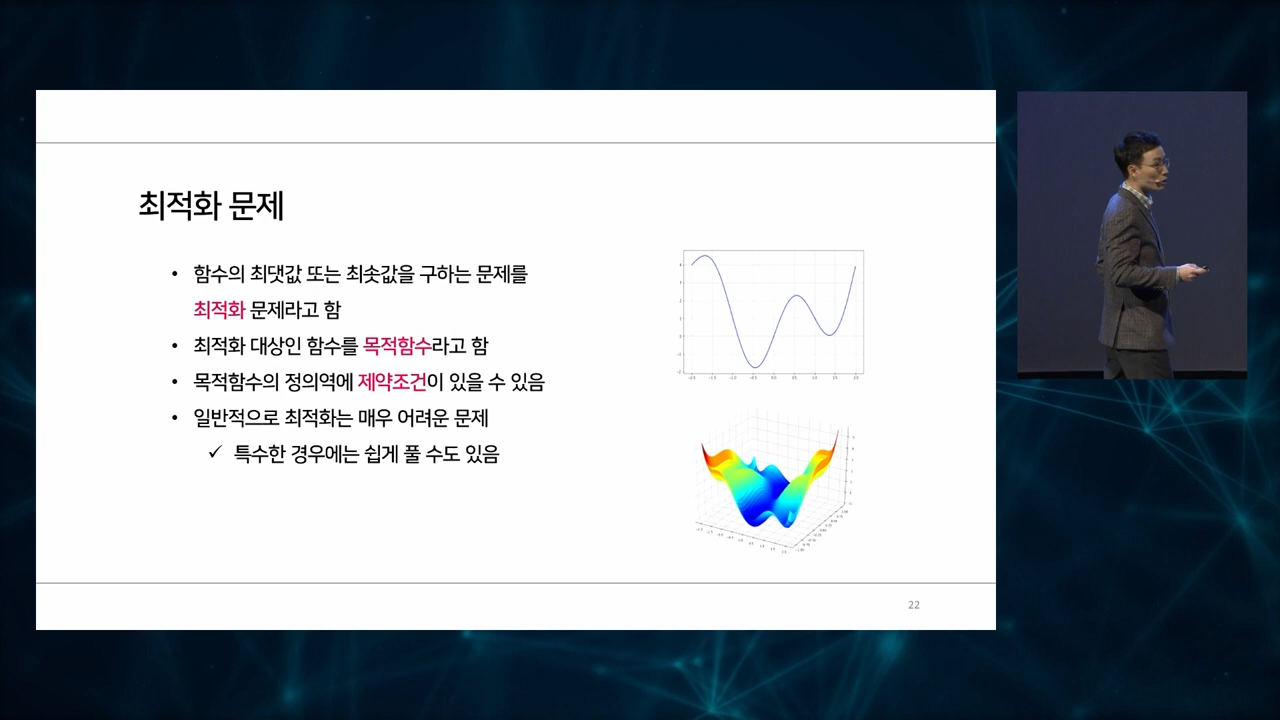 최적화 문제
• 함수의 최댓값 또는 최솟값을 구하는 문제를
최적화 문제라고 함
• 최적화 대상인 함수를 목적함수라고 함
• 목적함수의 정의역에 제약조건이 있을 수 있음
• 일반적으로 최적화는 매우 어려운 문제
✓ 특수한 경우에는 쉽게 풀 수도 있음
22